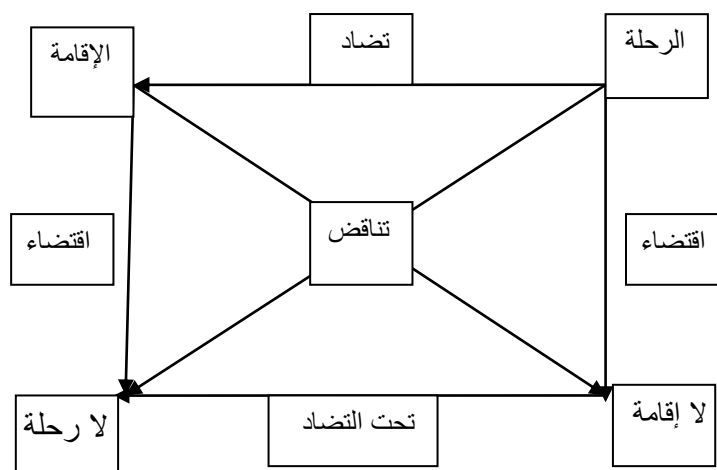 الرحلة
تضاد
الإقامة
اقتضاء
تناقض
اقتضاء
لا إقامة
تحت التضاد
لا رحلة